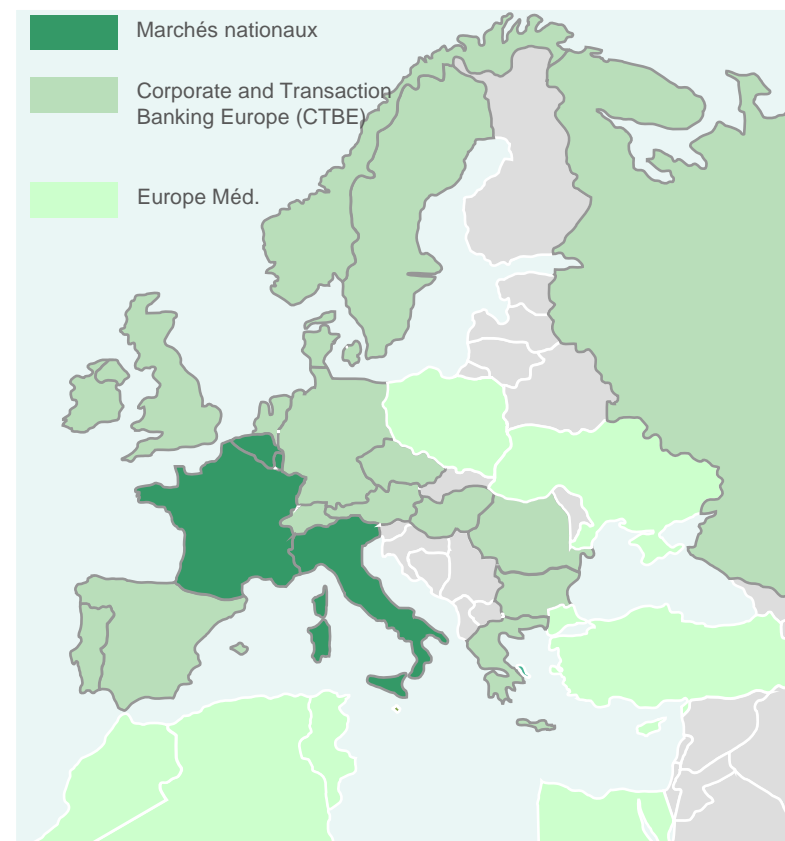 Marchés nationaux
Corporate and Transaction
Banking Europe (CTBE)
Europe Méd.